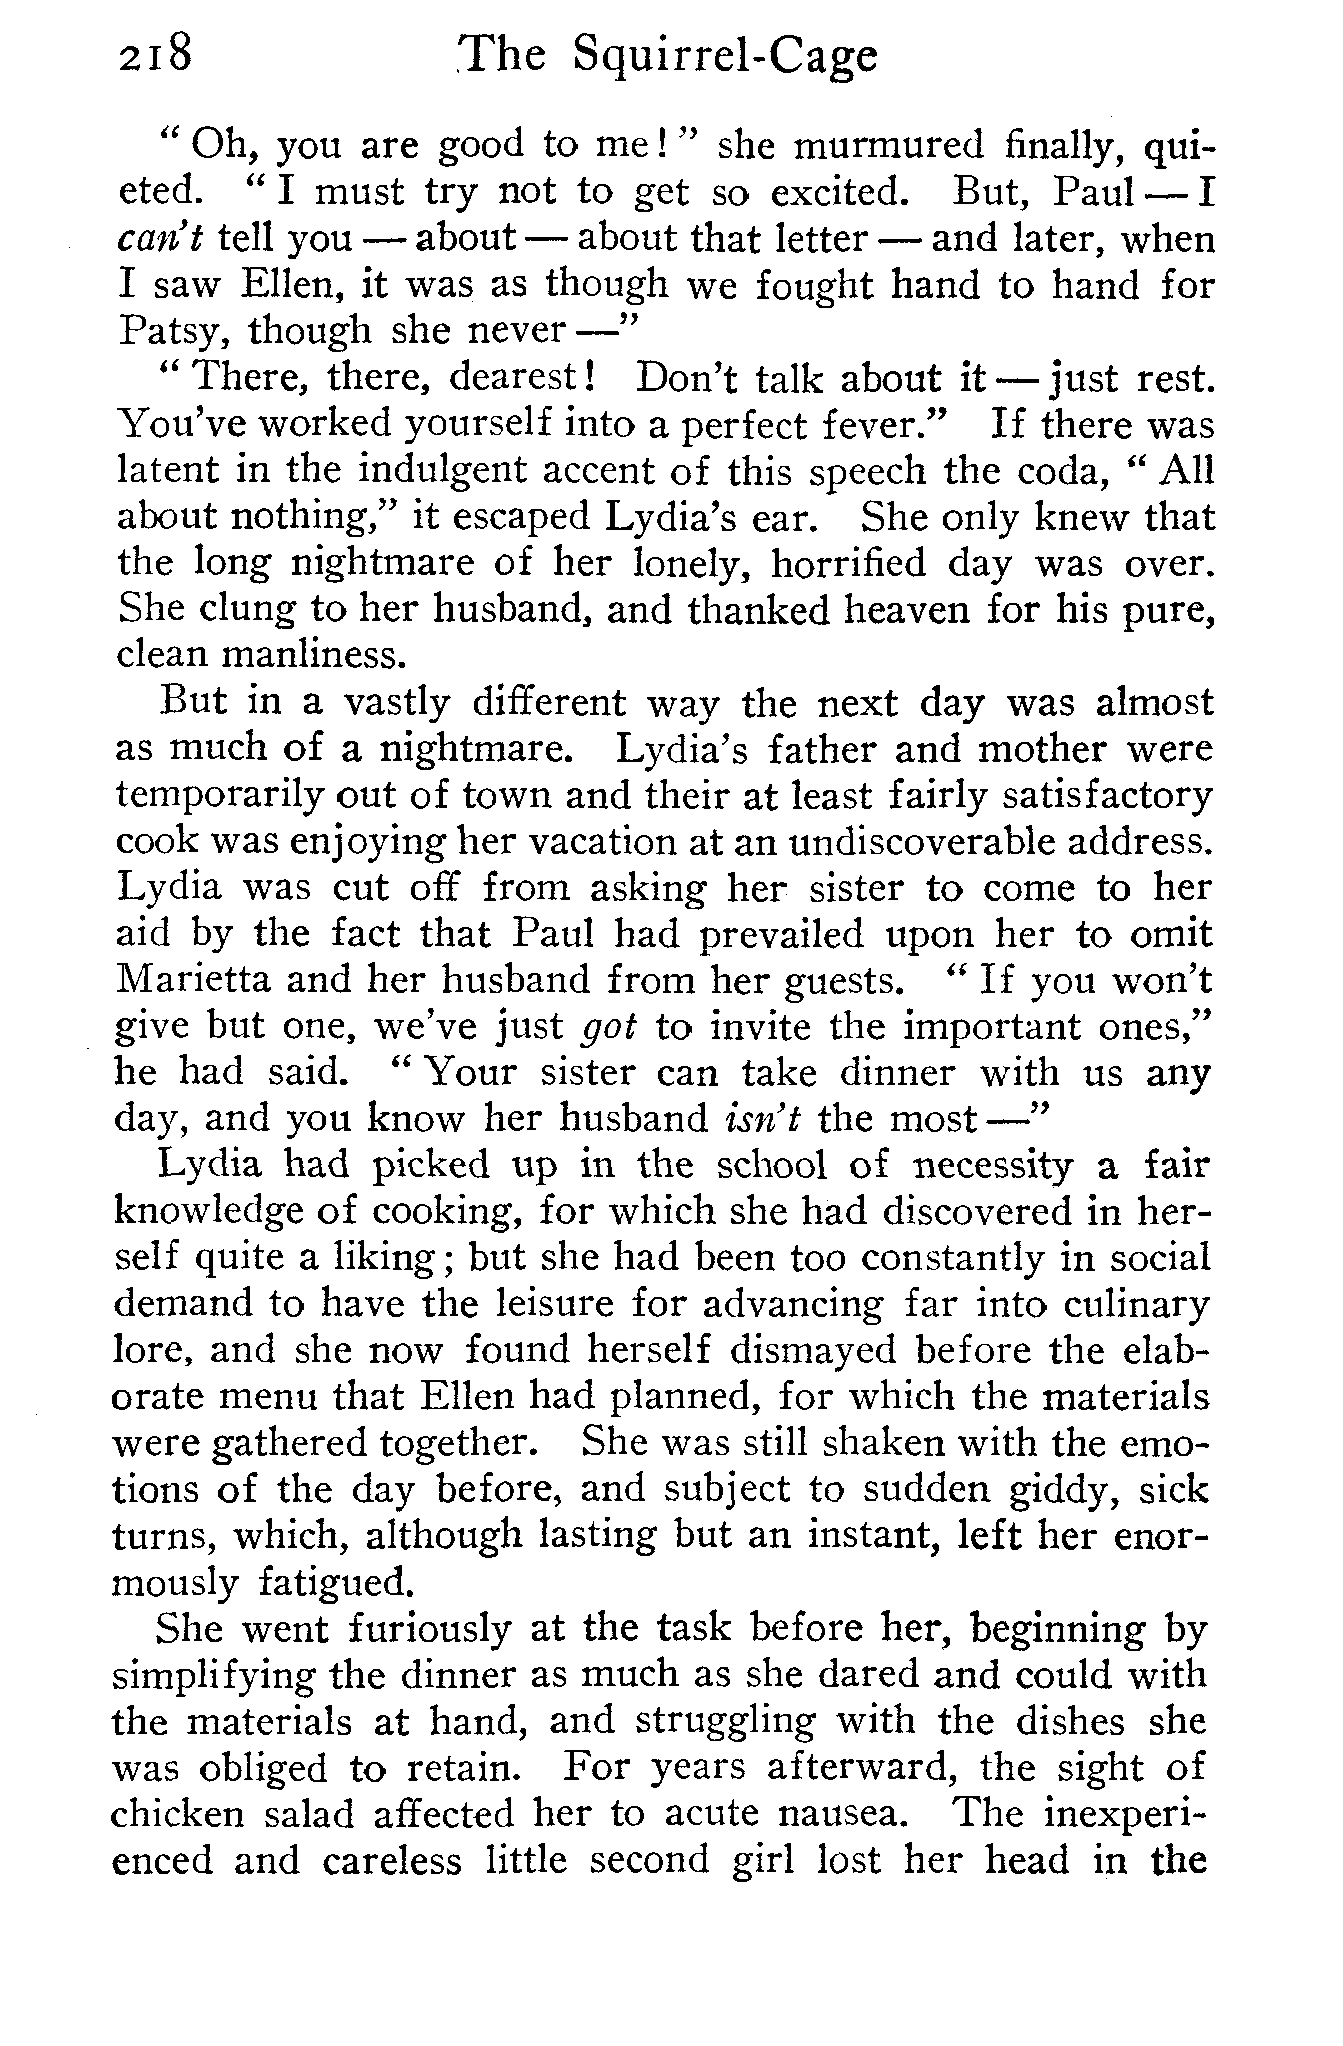 218 The Squirrel-Cage
“ Oh, you are good to me! ” she murmured finally, qui-
eted. “ I must try not to get so excited. But, Paul — I
can't tell you — about — about that letter — and later, when
I saw Ellen, it was as though we fought hand to hand for
Patsy, though she never —”
“ There, there, dearest! Don't talk about it — just rest.
You've worked yourself into a perfect fever.” If there was
latent in the indulgent accent of this speech the coda, “ All
about nothing,” it escaped Lydia's ear. She only knew that
the long nightmare of her lonely, horrified day was over.
She clung to her husband, and thanked heaven for his pure,
clean manliness.
But in a vastly different way the next day was almost
as much of a nightmare. Lydia's father and mother were
temporarily out of town and their at least fairly satisfactory
cook was enjoying her vacation at an undiscoverable address.
Lydia was cut off from asking her sister to come to her
aid by the fact that Paul had prevailed upon her to omit
Marietta and her husband from her guests. “ If you won't
give but one, we've just got to invite the important ones,”
he had said. “ Your sister can take dinner with us any
day, and you know her husband isn't the most —”
Lydia had picked up in the school of necessity a fair
knowledge of cooking, for which she had discovered in her-
self quite a liking; but she had been too constantly in social
demand to have the leisure for advancing far into culinary
lore, and she now found herself dismayed before the elab-
orate menu that Ellen had planned, for which the materials
were gathered together. She was still shaken with the emo-
tions of the day before, and subject to sudden giddy, sick
turns, which, although lasting but an instant, left her enor-
mously fatigued.
She went furiously at the task before her, beginning by
simplifying the dinner as much as she dared and could with
the materials at hand, and struggling with the dishes she
was obliged to retain. For years afterward, the sight of
chicken salad affected her to acute nausea. The inexperi-
enced and careless little second girl lost her head in the